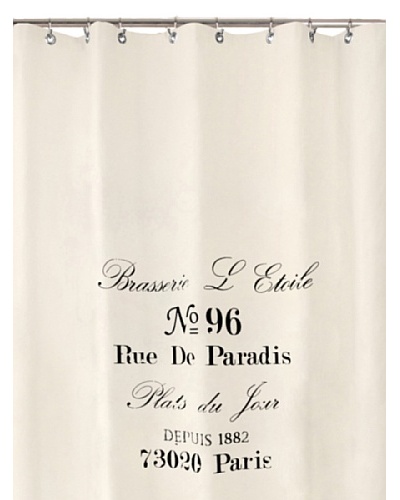 Brasserie L Etoile
No 96
Rue De Paradis
Plats du Jour
DEPUIS 1882
73020 Paris